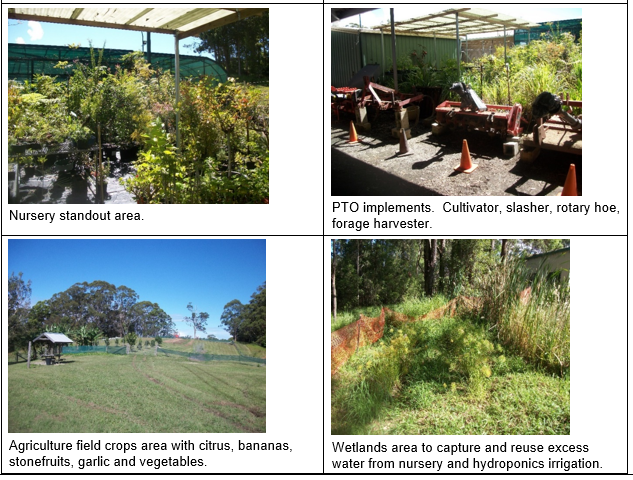 Nursery standout area.
PTO implements.  Cultivator, slasher, rotary hoe,
forage harvester.
Agriculture field crops area with citrus, bananas,
stonefruits, garlic and vegetables.
Wetlands area to capture and reuse excess
water from nursery and hydroponics irrigation.